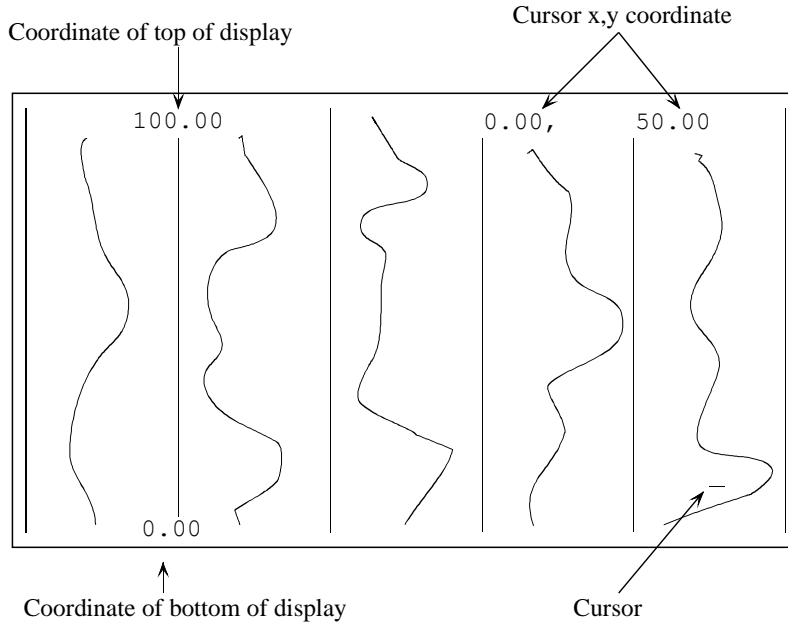 Cursor x,y coordinate
Coordinate of top of display
100.00
0.00, 50.00
0.00
Coordinate of bottom of display
Cursor